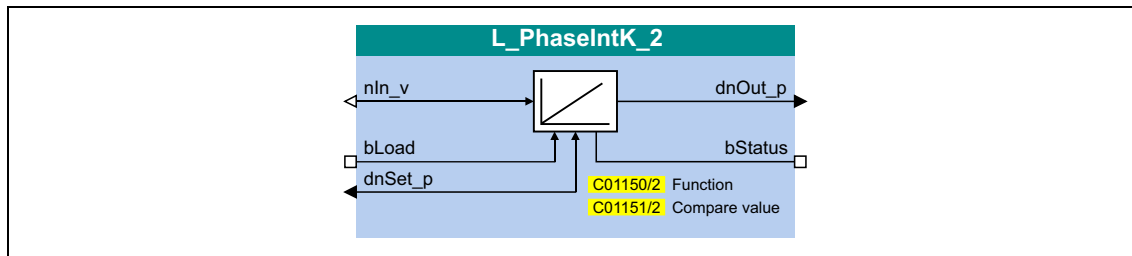 L_PhaseIntK_2
nIn_v
dnOut_p
bLoad
bStatus
dnSet_p
C01150/2 Function
C01151/2 Compare value